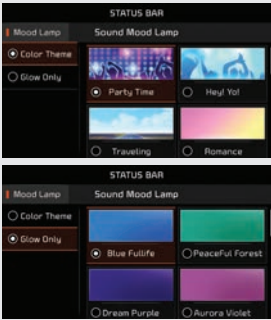 STATUS BAR
Mood Lamp Sound Mood Lamp
Color Theme
Glow Only
Party Time Hey! Yo!
Traveling Romance
STATUS BAR
Mood Lamp Sound Mood Lamp
Color Theme
Glow Only
Blue Fullife PeaceFul Forest
Dream Purple Aurora Violet